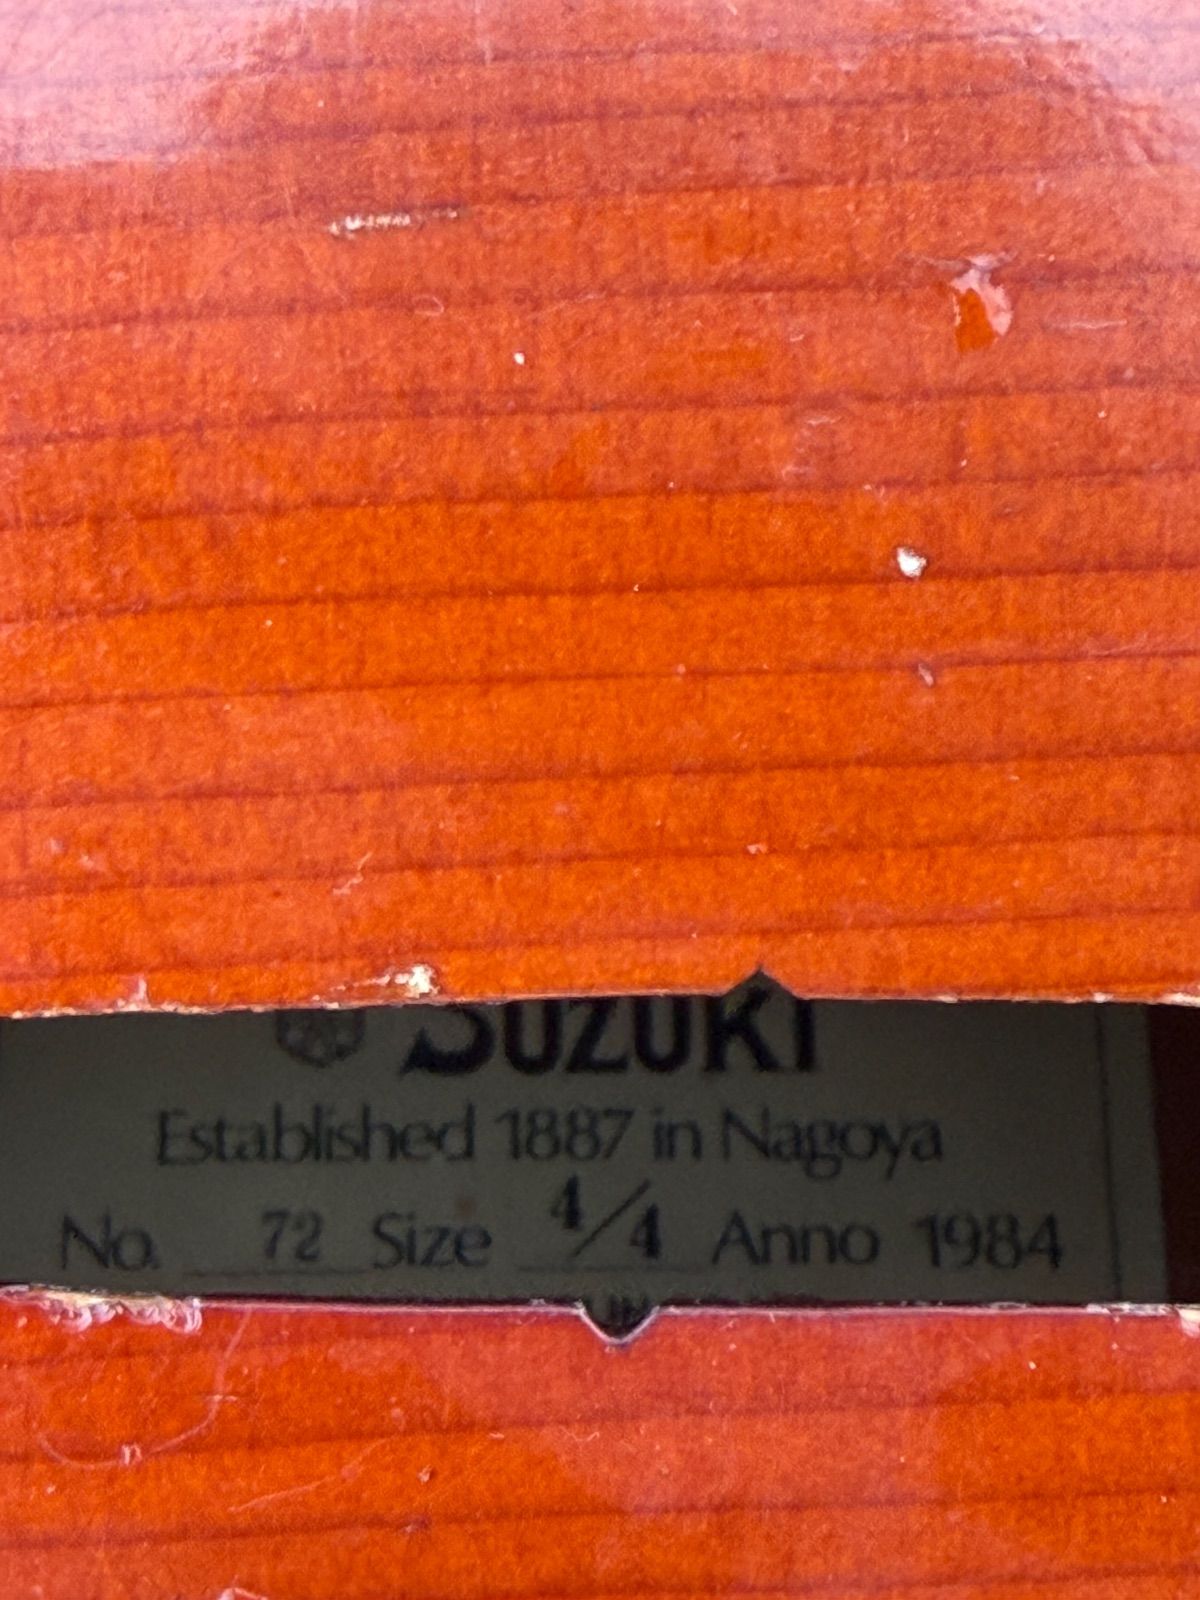 SUZUKI
Established 1887 in Nagoya
No. 72 Size 4/4 Anno 1984